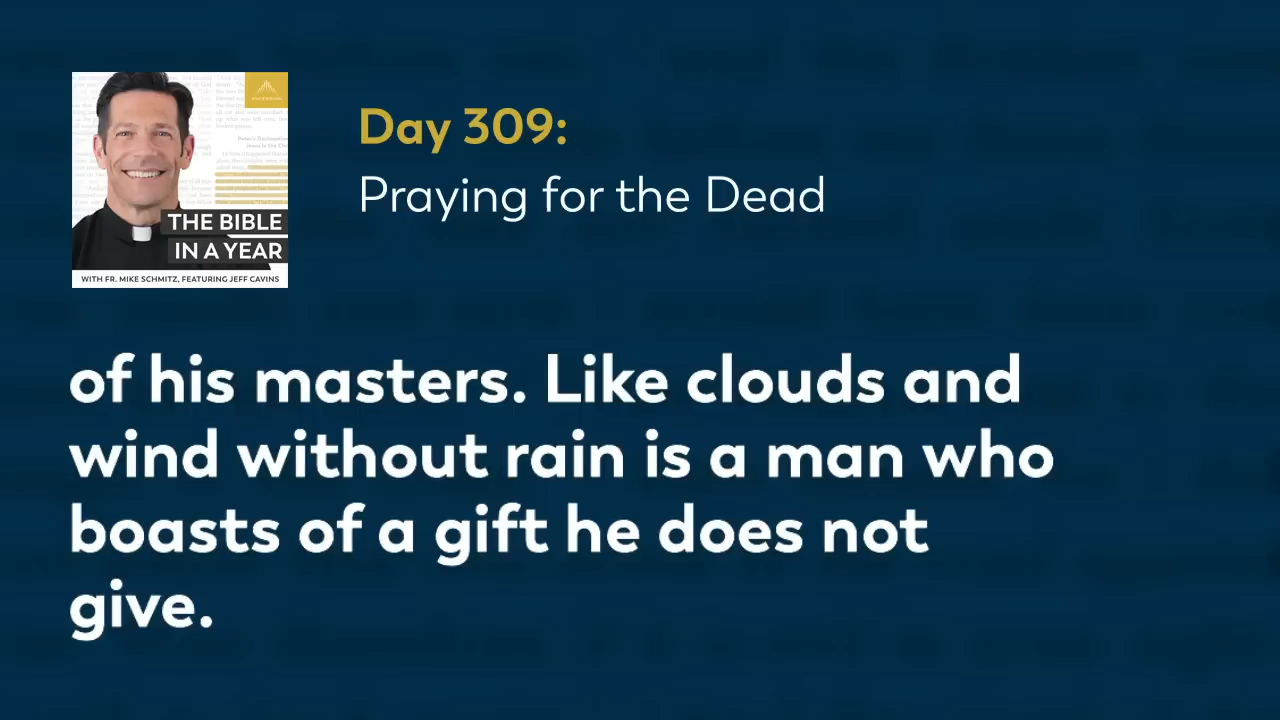 THE BIBLE
IN A YEAR
WITH FR. MIKE SCHMITZ, FEATURING JEFF CAVINS
Day 309:
Praying for the Dead
of his masters. Like clouds and
wind without rain is a man who
boasts of a gift he does not
give.